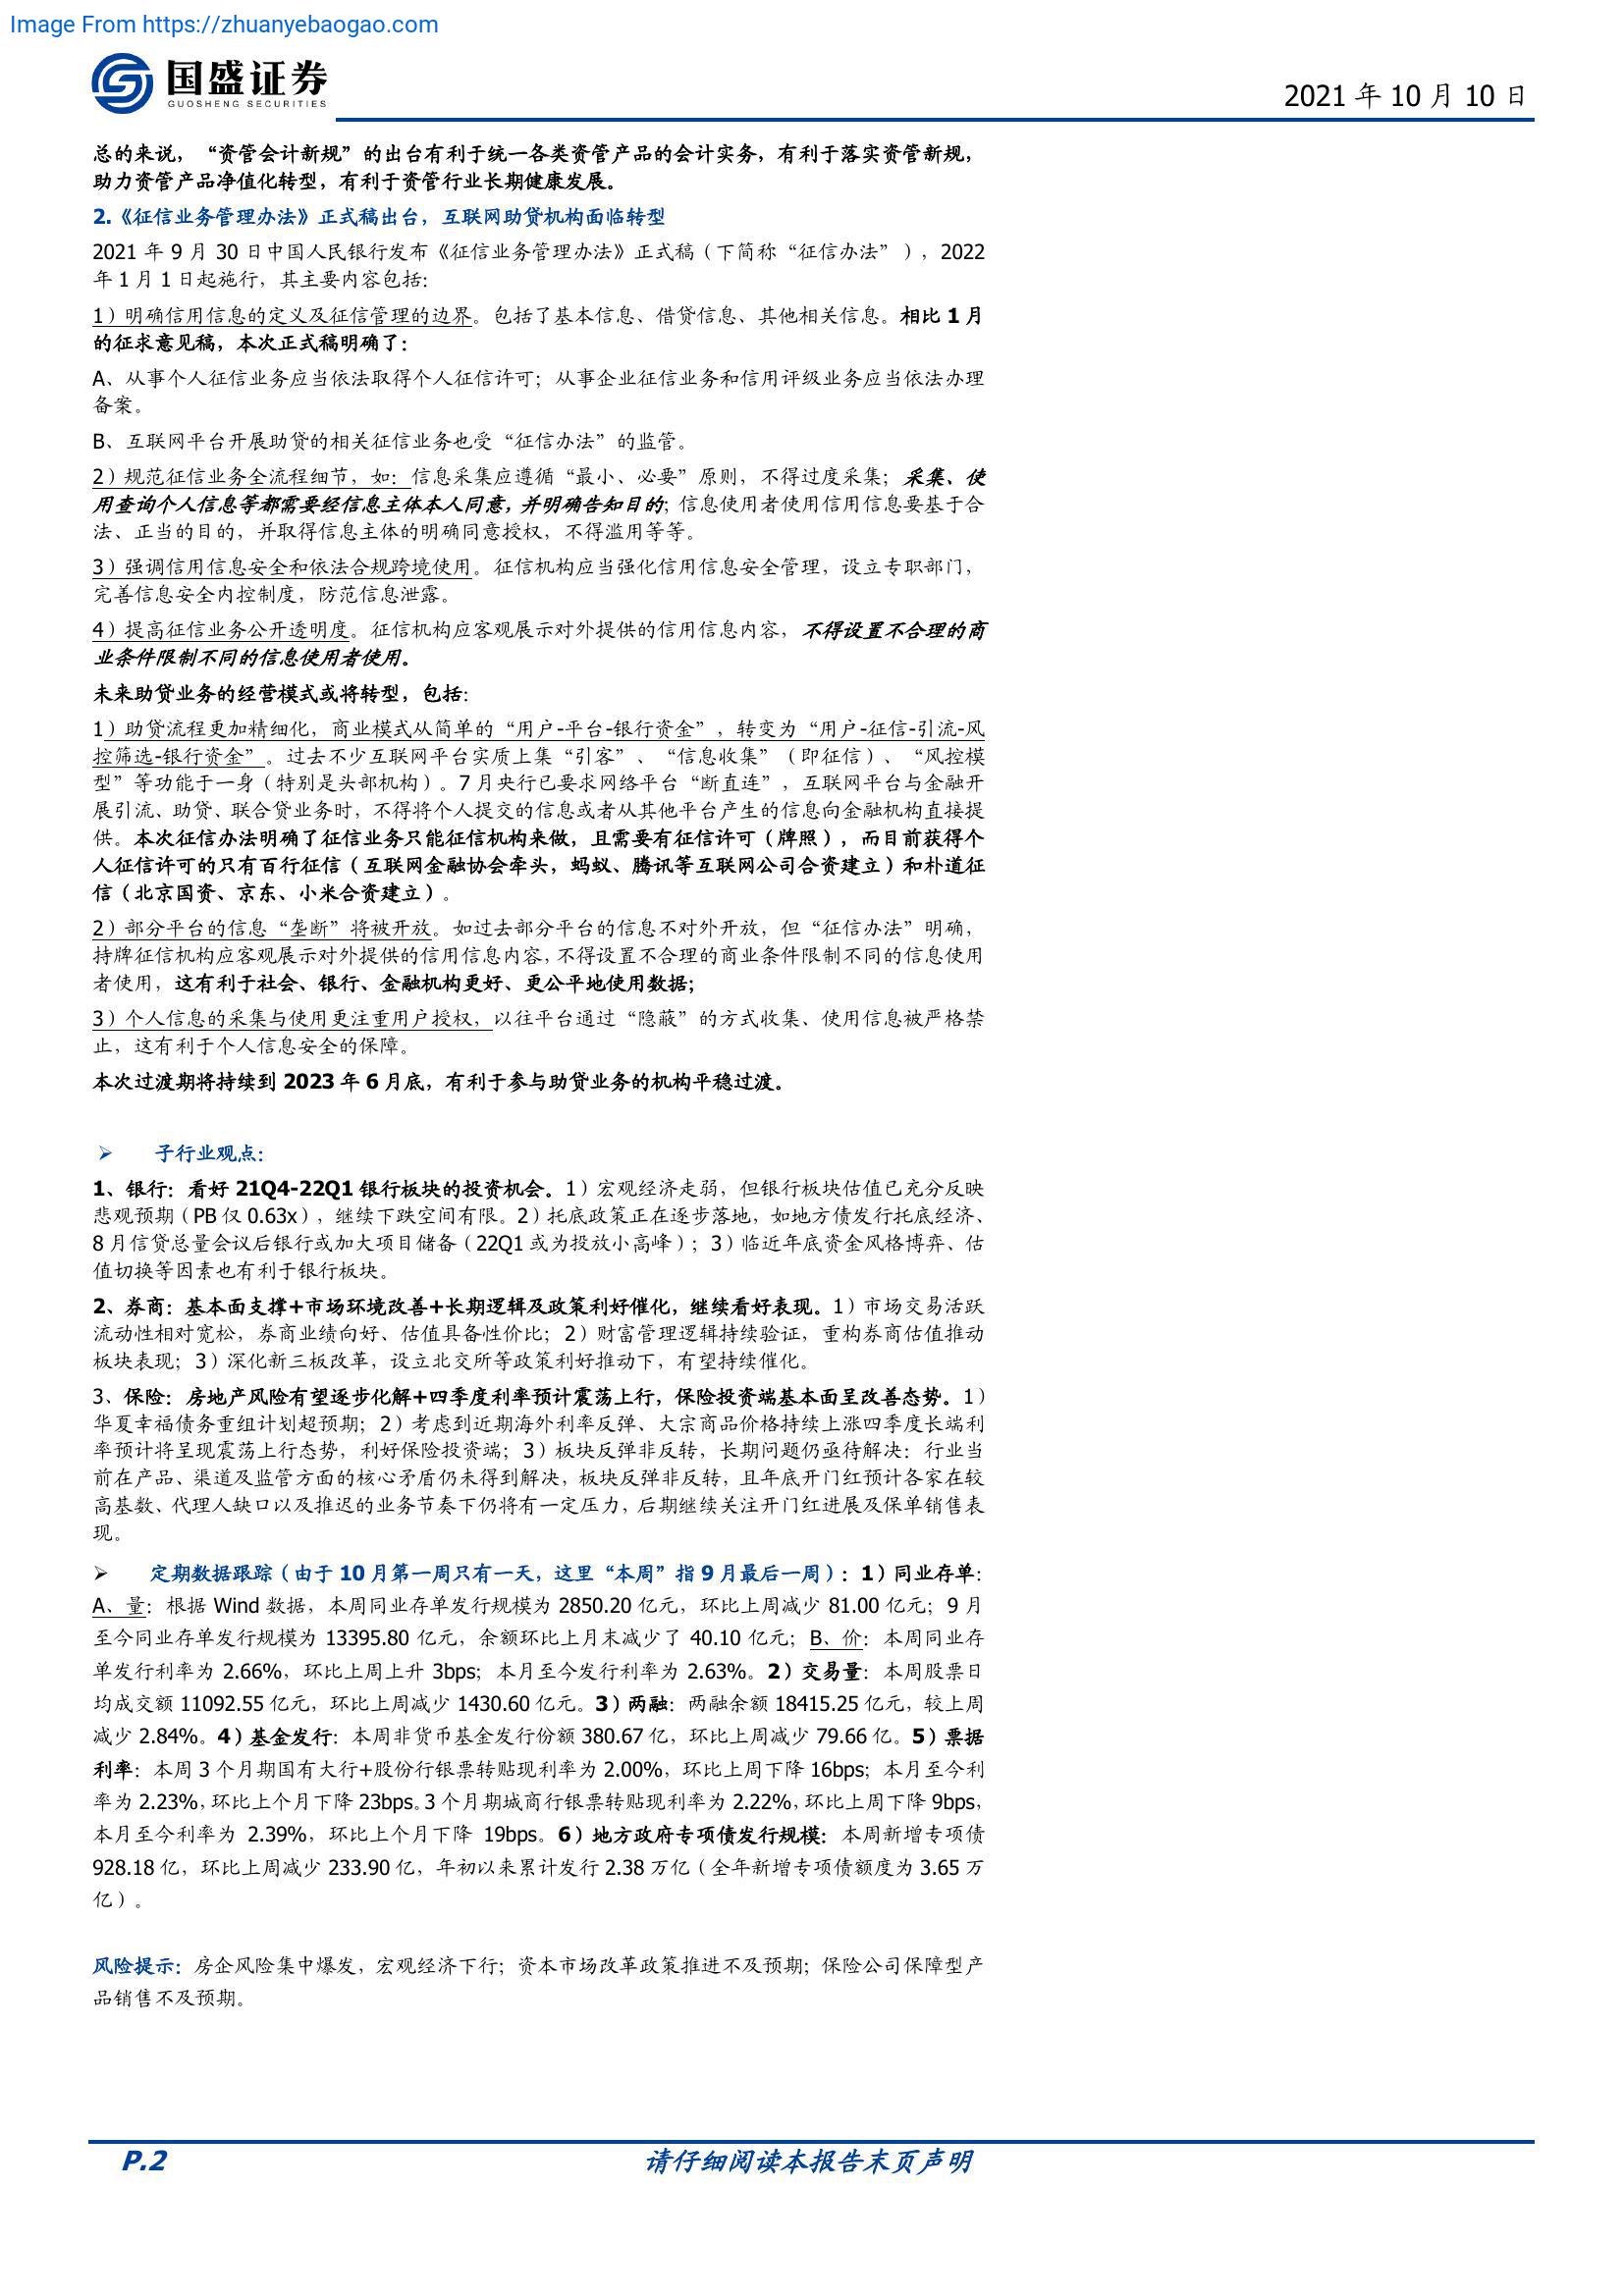 Image From https://zhuanyebaogao.com
国盛证券
GUOSHENG SECURITIES
2021 年 10 月 10 日
总的来说，“资管会计新规”的出台有利于统一各类资管产品的会计实务，有利于落实资管新规，
助力资管产品净值化转型，有利于资管行业长期健康发展。
2.《征信业务管理办法》正式稿出台，互联网助贷机构面临转型
2021 年 9 月 30 日中国人民银行发布《征信业务管理办法》正式稿（下简称“征信办法”），2022
年 1 月 1 日起施行，其主要内容包括：
1）明确信用信息的定义及征信管理的边界。包括了基本信息、借贷信息、其他相关信息。相比 1 月
的征求意见稿，本次正式稿明确了：
A、从事个人征信业务应当依法取得个人征信许可；从事企业征信业务和信用评级业务应当依法办理
备案。
B、互联网平台开展助贷的相关征信业务也受“征信办法”的监管。
2）规范征信业务全流程细节，如：信息采集应遵循“最小、必要”原则，不得过度采集；采集、使
用查询个人信息等都需要经信息主体本人同意，并明确告知目的；信息使用者使用信用信息要基于合
法、正当的目的，并取得信息主体的明确同意授权，不得滥用等等。
3）强调信用信息安全和依法合规跨境使用。征信机构应当强化信用信息安全管理，设立专职部门，
完善信息安全内控制度，防范信息泄露。
4）提高征信业务公开透明度。征信机构应客观展示对外提供的信用信息内容，不得设置不合理的商
业条件限制不同的信息使用者使用。
未来助贷业务的经营模式或将转型，包括：
1）助贷流程更加精细化，商业模式从简单的“用户-平台-银行资金”，转变为“用户-征信-引流-风
控筛选-银行资金”。过去不少互联网平台实质上集“引客”、“信息收集”（即征信）、“风控模
型”等功能于一身（特别是头部机构）。7 月央行已要求网络平台“断直连”，互联网平台与金融开
展引流、助贷、联合贷业务时，不得将个人提交的信息或者从其他平台产生的信息向金融机构直接提
供。本次征信办法明确了征信业务只能征信机构来做，且需要有征信许可（牌照），而目前获得个
人征信许可的只有百行征信（互联网金融协会牵头，蚂蚁、腾讯等互联网公司合资建立）和朴道征
信（北京国资、京东、小米合资建立）。
2）部分平台的信息“垄断”将被开放。如过去部分平台的信息不对外开放，但“征信办法”明确，
持牌征信机构应客观展示对外提供的信用信息内容，不得设置不合理的商业条件限制不同的信息使用
者使用，这有利于社会、银行、金融机构更好、更公平地使用数据；
3）个人信息的采集与使用更注重用户授权，以往平台通过“隐蔽”的方式收集、使用信息被严格禁
止，这有利于个人信息安全的保障。
本次过渡期将持续到 2023 年 6 月底，有利于参与助贷业务的机构平稳过渡。
➢ 子行业观点：
1、银行：看好 21Q4-22Q1 银行板块的投资机会。1）宏观经济走弱，但银行板块估值已充分反映
悲观预期（PB 仅 0.63x），继续下跌空间有限。2）托底政策正在逐步落地，如地方债发行托底经济、
8 月信贷总量会议后银行或加大项目储备（22Q1 或为投放小高峰）；3）临近年底资金风格博弈、估
值切换等因素也有利于银行板块。
2、券商：基本面支撑+市场环境改善+长期逻辑及政策利好催化，继续看好表现。1）市场交易活跃
流动性相对宽松，券商业绩向好、估值具备性价比；2）财富管理逻辑持续验证，重构券商估值推动
板块表现；3）深化新三板改革，设立北交所等政策利好推动下，有望持续催化。
3、保险：房地产风险有望逐步化解+四季度利率预计震荡上行，保险投资端基本面呈改善态势。1）
华夏幸福债务重组计划超预期；2）考虑到近期海外利率反弹、大宗商品价格持续上涨四季度长端利
率预计将呈现震荡上行态势，利好保险投资端；3）板块反弹非反转，长期问题仍亟待解决：行业当
前在产品、渠道及监管方面的核心矛盾仍未得到解决，板块反弹非反转，且年底开门红预计各家在较
高基数、代理人缺口以及推迟的业务节奏下仍将有一定压力，后期继续关注开门红进展及保单销售表
现。
➢ 定期数据跟踪（由于 10 月第一周只有一天，这里“本周”指 9 月最后一周）：1）同业存单：
A、量：根据 Wind 数据，本周同业存单发行规模为 2850.20 亿元，环比上周减少 81.00 亿元；9 月
至今同业存单发行规模为 13395.80 亿元，余额环比上月末减少了 40.10 亿元；B、价：本周同业存
单发行利率为 2.66%，环比上周上升 3bps；本月至今发行利率为 2.63%。2）交易量：本周股票日
均成交额 11092.55 亿元，环比上周减少 1430.60 亿元。3）两融：两融余额 18415.25 亿元，较上周
减少 2.84%。4）基金发行：本周非货币基金发行份额 380.67 亿，环比上周减少 79.66 亿。5）票据
利率：本周 3 个月期国有大行+股份行银票转贴现利率为 2.00%，环比上周下降 16bps；本月至今利
率为 2.23%，环比上个月下降 23bps。3 个月期城商行银票转贴现利率为 2.22%，环比上周下降 9bps，
本月至今利率为 2.39%，环比上个月下降 19bps。6）地方政府专项债发行规模：本周新增专项债
928.18 亿，环比上周减少 233.90 亿，年初以来累计发行 2.38 万亿（全年新增专项债额度为 3.65 万
亿）。
风险提示：房企风险集中爆发，宏观经济下行；资本市场改革政策推进不及预期；保险公司保障型产
品销售不及预期。
P.2
请仔细阅读本报告末页声明